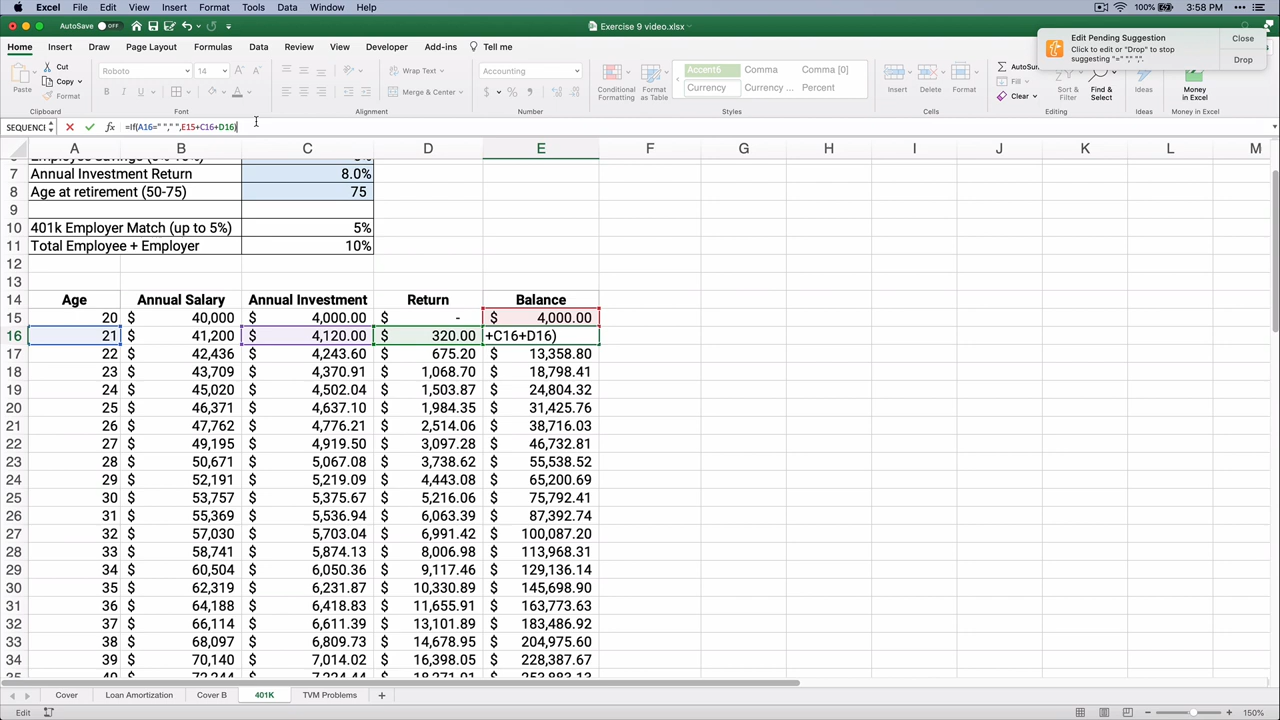 Excel File Edit View Insert Format Tools Data Window Help 100% 3:58 PM
AutoSave OFF Exercise 9 video.xlsx
Home Insert Draw Page Layout Formulas Data Review View Developer Add-ins Tell me
Edit Pending Suggestion
Click to edit or "Drop" to stop
suggesting "=" " " "
Close
Drop
Paste Cut Copy Format
Roboto 14
Wrap
Merge & Center
Accounting
Conditional Formatting Format as Table
Accent6 Comma Comma [0]
Currency Currency ... Percent
Insert Delete Format
AutoSum
Fill
Clear
Sort & Filter Find & Select
Money in Excel
Clipboard Font Alignment Number Styles Cells Money in Excel
SEQUENCE fx =If(A16=" "," ",E15+C16+D16)
A B C D E F G H I J K L M
7 Annual Investment Return 8.0%
8 Age at retirement (50-75) 75
9
10 401k Employer Match (up to 5%) 5%
11 Total Employee + Employer 10%
12
13
14 Age Annual Salary Annual Investment Return Balance
15 20 $ 40,000 $ 4,000.00 $ - $ 4,000.00
16 21 $ 41,200 $ 4,120.00 $ 320.00 +C16+D16)
17 22 $ 42,436 $ 4,243.60 $ 675.20 $ 13,358.80
18 23 $ 43,709 $ 4,370.91 $ 1,068.70 $ 18,798.41
19 24 $ 45,020 $ 4,502.04 $ 1,503.87 $ 24,804.32
20 25 $ 46,371 $ 4,637.10 $ 1,984.35 $ 31,425.76
21 26 $ 47,762 $ 4,776.21 $ 2,514.06 $ 38,716.03
22 27 $ 49,195 $ 4,919.50 $ 3,097.28 $ 46,732.81
23 28 $ 50,671 $ 5,067.08 $ 3,738.62 $ 55,538.52
24 29 $ 52,191 $ 5,219.09 $ 4,443.08 $ 65,200.69
25 30 $ 53,757 $ 5,375.67 $ 5,216.06 $ 75,792.41
26 31 $ 55,369 $ 5,536.94 $ 6,063.39 $ 87,392.74
27 32 $ 57,030 $ 5,703.04 $ 6,991.42 $ 100,087.20
28 33 $ 58,741 $ 5,874.13 $ 8,006.98 $ 113,968.31
29 34 $ 60,504 $ 6,050.36 $ 9,117.46 $ 129,136.14
30 35 $ 62,319 $ 6,231.87 $ 10,330.89 $ 145,698.90
31 36 $ 64,188 $ 6,418.83 $ 11,655.91 $ 163,773.63
32 37 $ 66,114 $ 6,611.39 $ 13,101.89 $ 183,486.92
33 38 $ 68,097 $ 6,809.73 $ 14,678.95 $ 204,975.60
34 39 $ 70,140 $ 7,014.02 $ 16,398.05 $ 228,387.67
Cover Loan Amortization Cover B 401K TVM Problems
Edit 150%